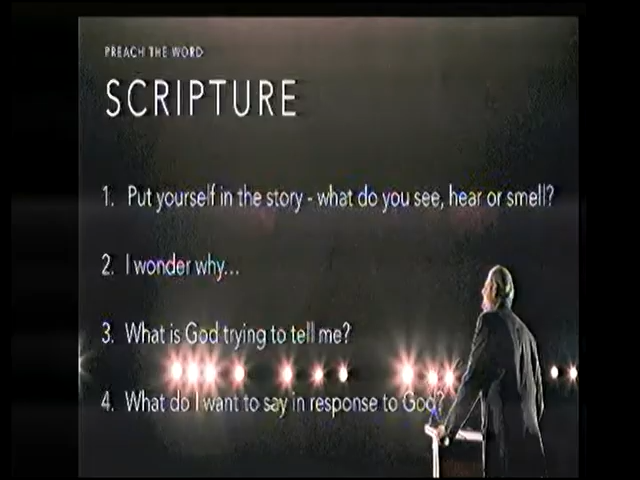 PREACH THE WORD
SCRIPTURE
1. Put yourself in the story - what do you see, hear or smell?
2. I wonder why...
3. What is God trying to tell me?
4. What do I want to say in response to God?